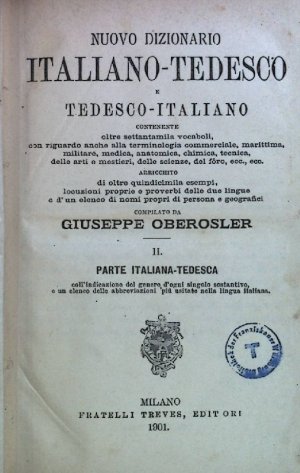 NUOVO DIZIONARIO
ITALIANO-TEDESCO
E
TEDESCO-ITALIANO
CONTENENTE
oltre settantamila vocaboli,
con riguardo anche alla terminologia commerciale, marittima,
militare, medica, anatomica, chimica, tecnica,
delle arti e mestieri, delle scienze, del fôro, ecc., ecc.
ARRICCHITO
di oltre quindicimila esempi,
locuzioni proprie e proverbi delle due lingue
e d'un elenco di nomi propri di persona e geografici
COMPILATO DA
GIUSEPPE OBEROSLER
II.
PARTE ITALIANA-TEDESCA
coll'indicazione del genere d'ogni singolo sostantivo,
e un elenco delle abbreviazioni più usitate nella lingua italiana.
T
MILANO
FRATELLI TREVES, EDITORI
1901.